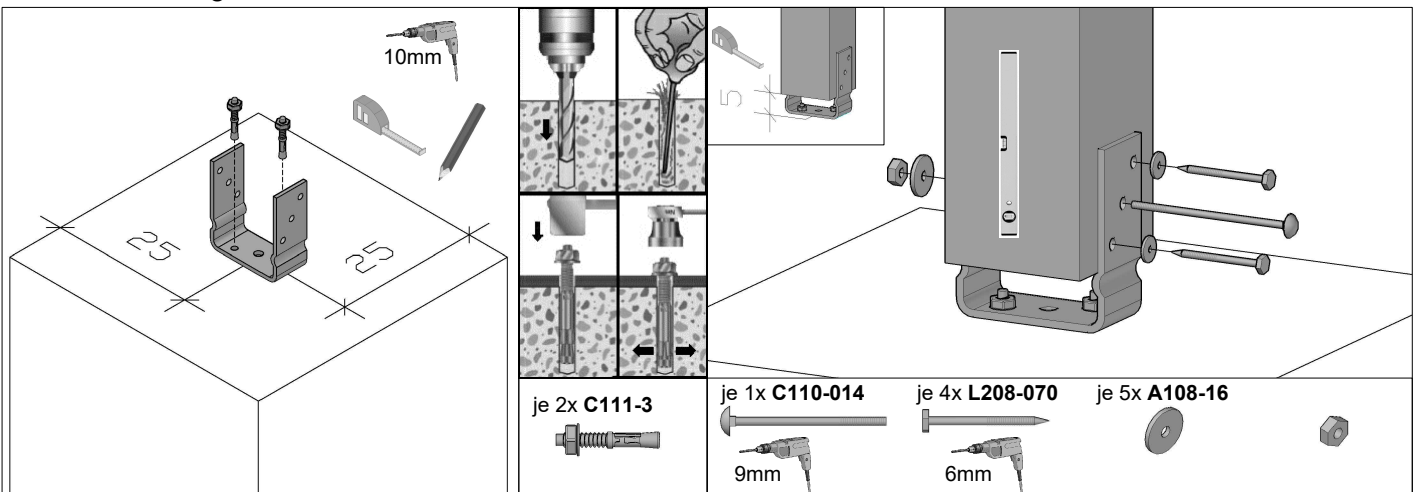 10mm
25
25
5
je 2x C111-3
je 1x C110-014
je 4x L208-070
je 5x A108-16
9mm
6mm